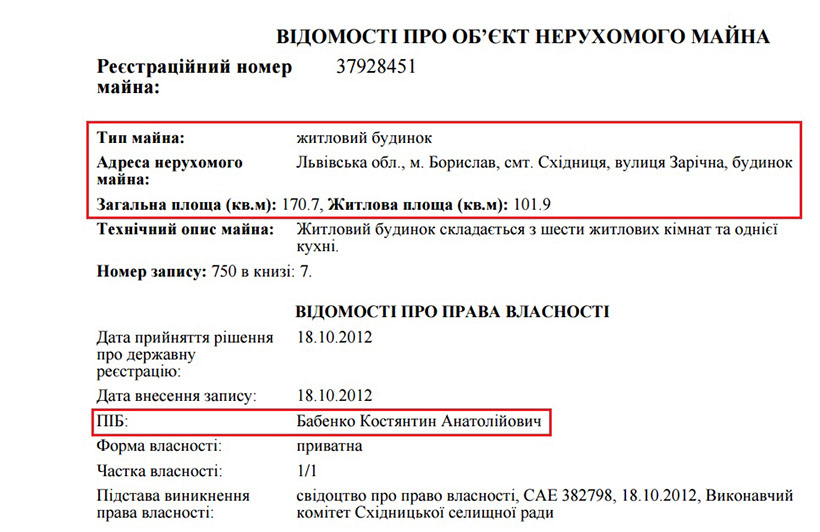 ВІДОМОСТІ ПРО ОБ’ЄКТ НЕРУХОМОГО МАЙНА
Реєстраційний номер майна: 37928451
Тип майна: житловий будинок
Адреса нерухомого майна: Львівська обл., м. Борислав, смт. Східниця, вулиця Зарічна, будинок
Загальна площа (кв.м): 170.7, Житлова площа (кв.м): 101.9
Технічний опис майна: Житловий будинок складається з шести житлових кімнат та однієї
кухні.
Номер запису: 750 в книзі: 7.
ВІДОМОСТІ ПРО ПРАВА ВЛАСНОСТІ
Дата прийняття рішення про державну реєстрацію: 18.10.2012
Дата внесення запису: 18.10.2012
ПІБ: Бабенко Костянтин Анатолійович
Форма власності: приватна
Частка власності: 1/1
Підстава виникнення права власності: свідоцтво про право власності, САЕ 382798, 18.10.2012, Виконавчий
комітет Східницької селищної ради